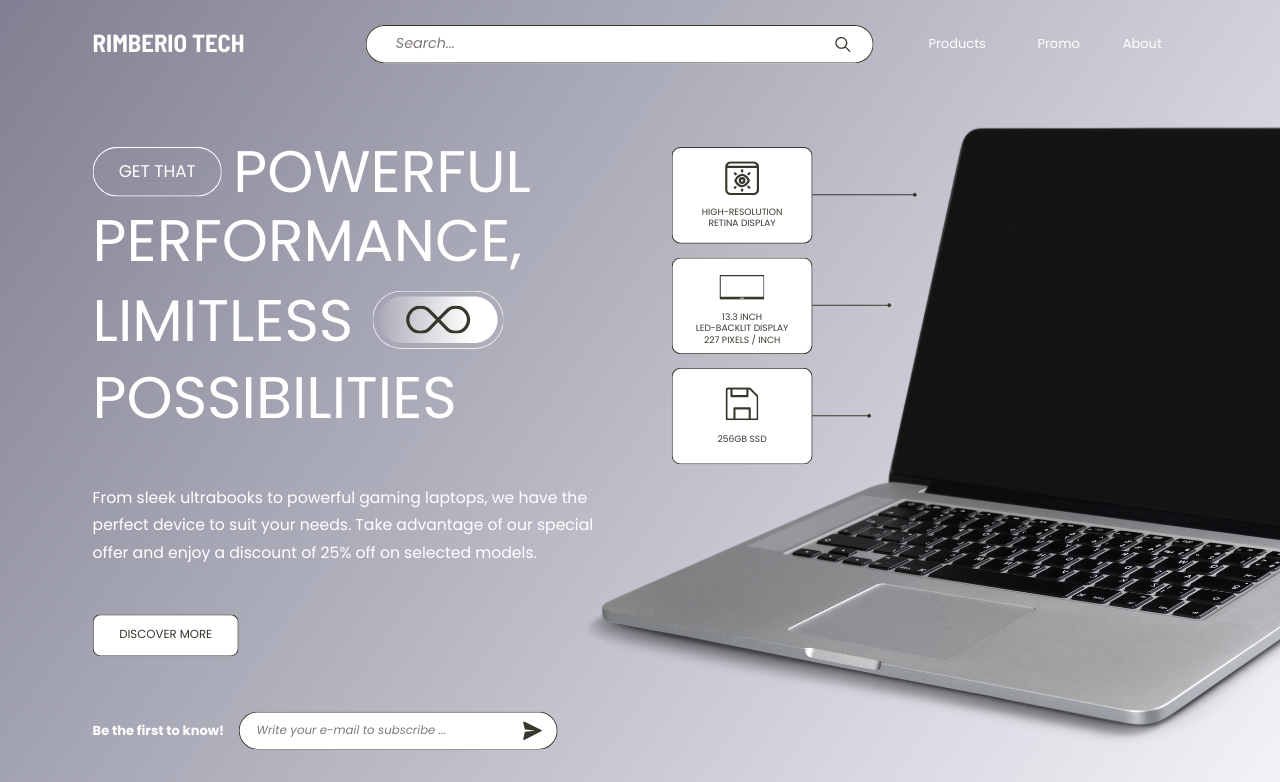 RIMBERIO TECH
Search...
Products
Promo
About
GET THAT POWERFUL
PERFORMANCE,
LIMITLESS
POSSIBILITIES
HIGH-RESOLUTION
RETINA DISPLAY
13.3 INCH
LED-BACKLIT DISPLAY
227 PIXELS / INCH
256GB SSD
From sleek ultrabooks to powerful gaming laptops, we have the
perfect device to suit your needs. Take advantage of our special
offer and enjoy a discount of 25% off on selected models.
DISCOVER MORE
Be the first to know!
Write your e-mail to subscribe ...